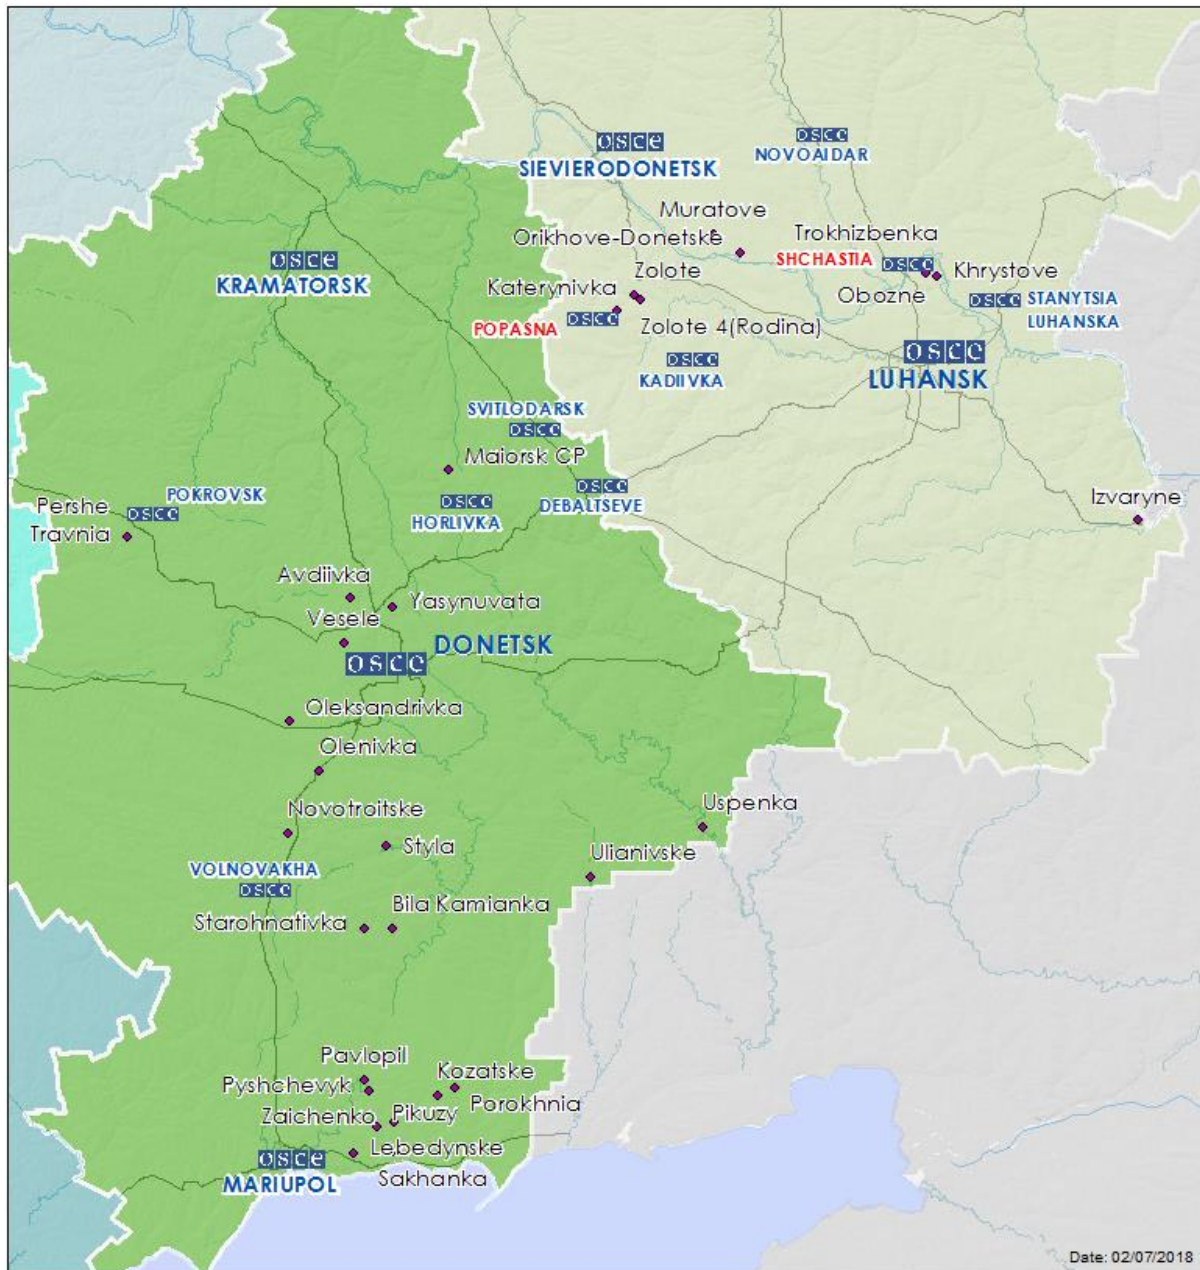 osce
SIEVIERODONETSK
osce
NOVOAIDAR
Muratove
Orikhove-Donetske
Trokhizbenka
SHCHASTIA
osce
Khrystove
Obozne
osce
STANYTSIA
LUHANSKA
osce
KRAMATORSK
Zolote
Katerynivka
POPASNA
osce
Zolote 4(Rodina)
osce
KADIIVKA
osce
LUHANSK
SVITLODARSK
osce
Maiorsk CP
POKROVSK
osce
Pershe
Travnia
osce
HORLIVKA
osce
DEBALTSEVE
Izvaryne
Avdiivka
Yasynuvata
Vesele
DONETSK
osce
Oleksandrivka
Olenivka
Novotroitske
Styla
Uspenka
Ulianivske
VOLNOVAKHA
osce
Bila Kamianka
Starohnativka
Pavlopil
Pyshchevyk
Kozatske
Porokhnia
Zaichenko
Pikuzy
Lebedynske
Sakhanka
osce
MARIUPOL
Date: 02/07/2018